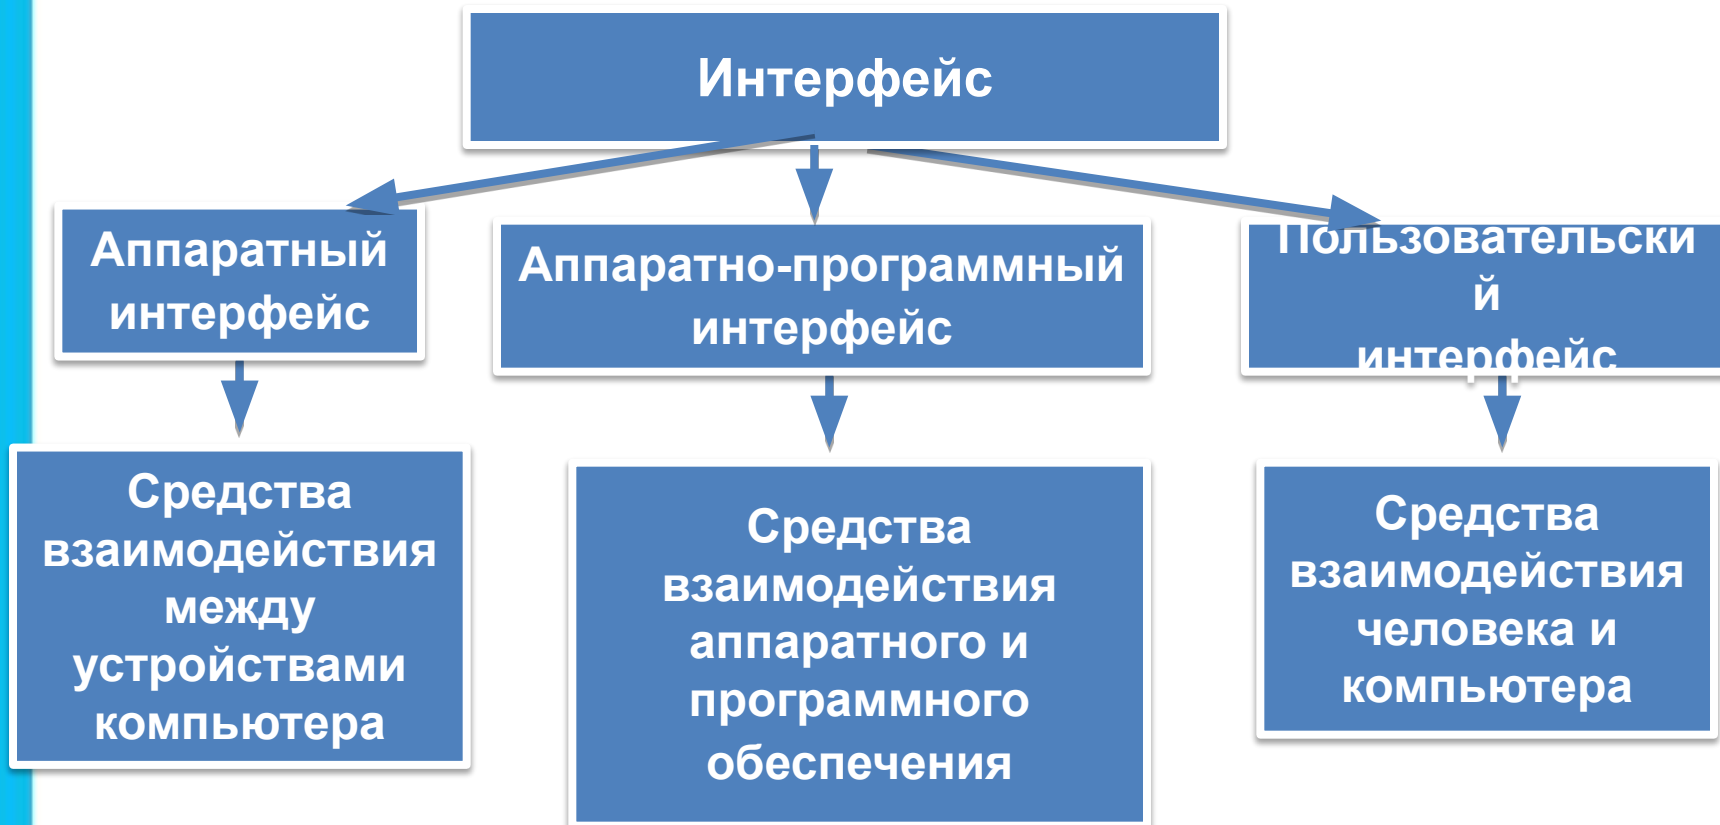 Интерфейс
Аппаратный
интерфейс
Аппаратно-программный
интерфейс
Пользовательски
й
интерфейс
Средства
взаимодействия
между
устройствами
компьютера
Средства
взаимодействия
аппаратного и
программного
обеспечения
Средства
взаимодействия
человека и
компьютера